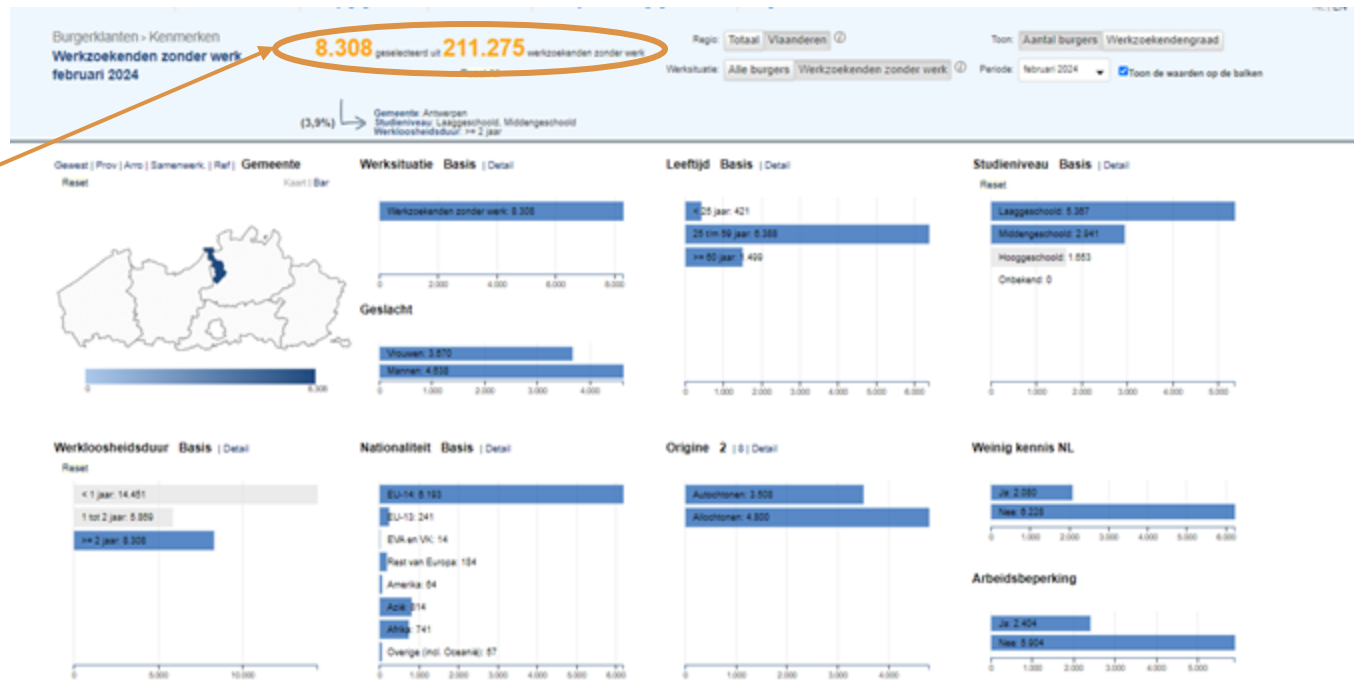 Burgerklanten > Kenmerken
Werkzoekenden zonder werk
februari 2024
8.308 geselecteerd uit 211.275 werkzoekenden zonder werk
(3,9%)
Gemeente: Antwerpen
Studieniveau: Laaggeschoold, Middengeschoold
Werkloosheidsduur: >= 2 jaar
Regio: Totaal Vlaanderen
Werksituatie: Alle burgers Werkzoekenden zonder werk
Toon: Aantal burgers Werkzoekendengraad
Periode: februari 2024 Toon de waarden op de balken
Gewest | Prov | Arro | Samenwerk. | Ref | Gemeente
Reset Kaart | Bar
0 8.308
Werksituatie Basis | Detail
Werkzoekenden zonder werk: 8.308
0 2.000 4.000 6.000 8.000
Geslacht
Vrouwen: 3.670
Mannen: 4.638
0 1.000 2.000 3.000 4.000
Leeftijd Basis | Detail
< 25 jaar: 421
25 t/m 59 jaar: 6.388
>= 60 jaar: 1.499
0 1.000 2.000 3.000 4.000 5.000 6.000
Studieniveau Basis | Detail
Reset
Laaggeschoold: 5.367
Middengeschoold: 2.941
Hooggeschoold:
Onbekend: 0
0 1.000 2.000 3.000 4.000 5.000
Werkloosheidsduur Basis | Detail
Reset
< 1 jaar: 14.451
1 tot 2 jaar:
>= 2 jaar: 8.308
0 5.000 10.000
Nationaliteit Basis | Detail
EU-14: 6.193
EU-13: 241
EVA en VK: 14
Rest van Europa: 184
Amerika: 64
Azië: 814
Afrika: 741
Overige (incl. Oceanië): 57
0 1.000 2.000 3.000 4.000 5.000 6.000
Origine 2 | 8 | Detail
Autochtonen: 3.508
Allochtonen: 4.800
0 1.000 2.000 3.000 4.000
Weinig kennis NL
Ja: 2.080
Nee: 6.228
0 1.000 2.000 3.000 4.000 5.000 6.000
Arbeidsbeperking
Ja: 2.404
Nee: 5.904
0 1.000 2.000 3.000 4.000 5.000